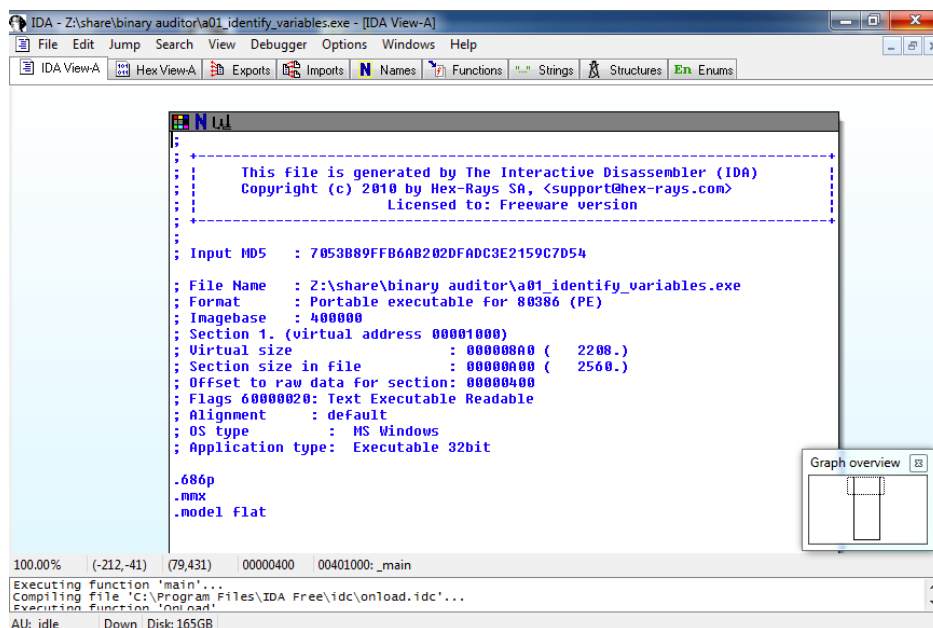 IDA - Z:\share\binary auditor\a01_identify_variables.exe - [IDA View-A]
File Edit Jump Search View Debugger Options Windows Help
IDA View-A Hex View-A Exports Imports N Names Functions "..." Strings Structures En Enums
N
;
; +-------------------------------------------------------------------------+
; ¦ This file is generated by The Interactive Disassembler (IDA) ¦
; ¦ Copyright (c) 2010 by Hex-Rays SA, <support@hex-rays.com> ¦
; ¦ Licensed to: Freeware version ¦
; +-------------------------------------------------------------------------+
;
; Input MD5 : 7053B89FFB6AB202DFADC3E2159C7D54
; File Name : Z:\share\binary auditor\a01_identify_variables.exe
; Format : Portable executable for 80386 (PE)
; Imagebase : 400000
; Section 1. (virtual address 00001000)
; Virtual size : 000008A0 ( 2208.)
; Section size in file : 00000A00 ( 2560.)
; Offset to raw data for section: 00000400
; Flags 60000020: Text Executable Readable
; Alignment : default
; OS type : MS Windows
; Application type: Executable 32bit
.686p
.mmx
.model flat
Graph overview
100.00% (-212,-41) (79,431) 00000400 00401000: _main
Executing function 'main'...
Compiling file 'C:\Program Files\IDA Free\idc\onload.idc'...
Executing function 'OnLoad'
AU: idle Down Disk: 165GB